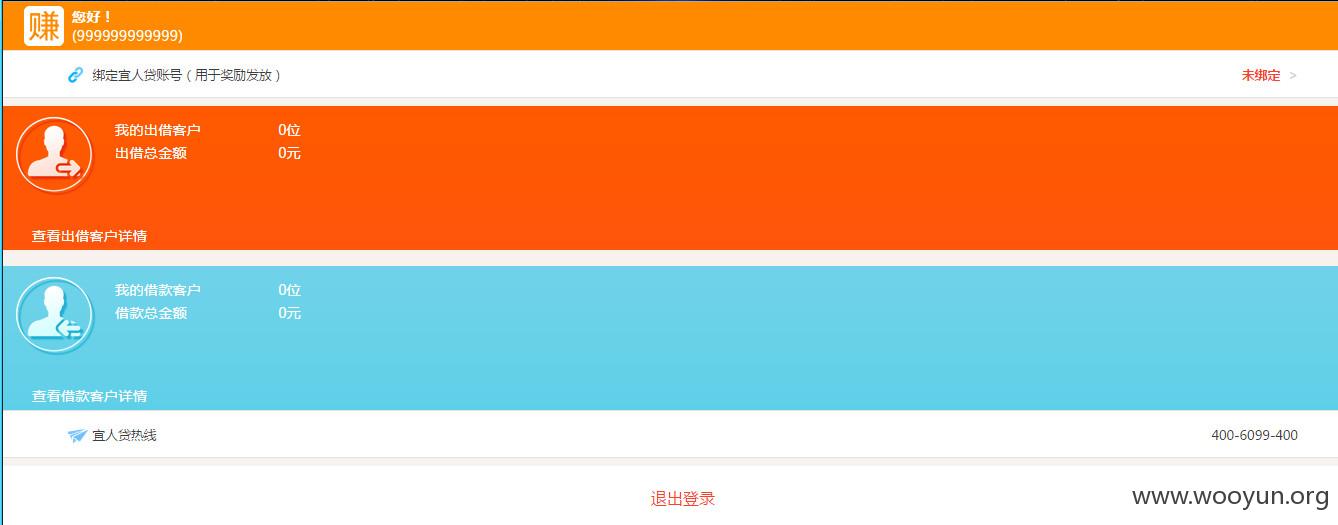 赚
您好！
(999999999999)
绑定宜人贷账号（用于奖励发放）
未绑定 >
我的出借客户 0位
出借总金额 0元
查看出借客户详情
我的借款客户 0位
借款总金额 0元
查看借款客户详情
宜人贷热线 400-6099-400
退出登录
www.wooyun.org